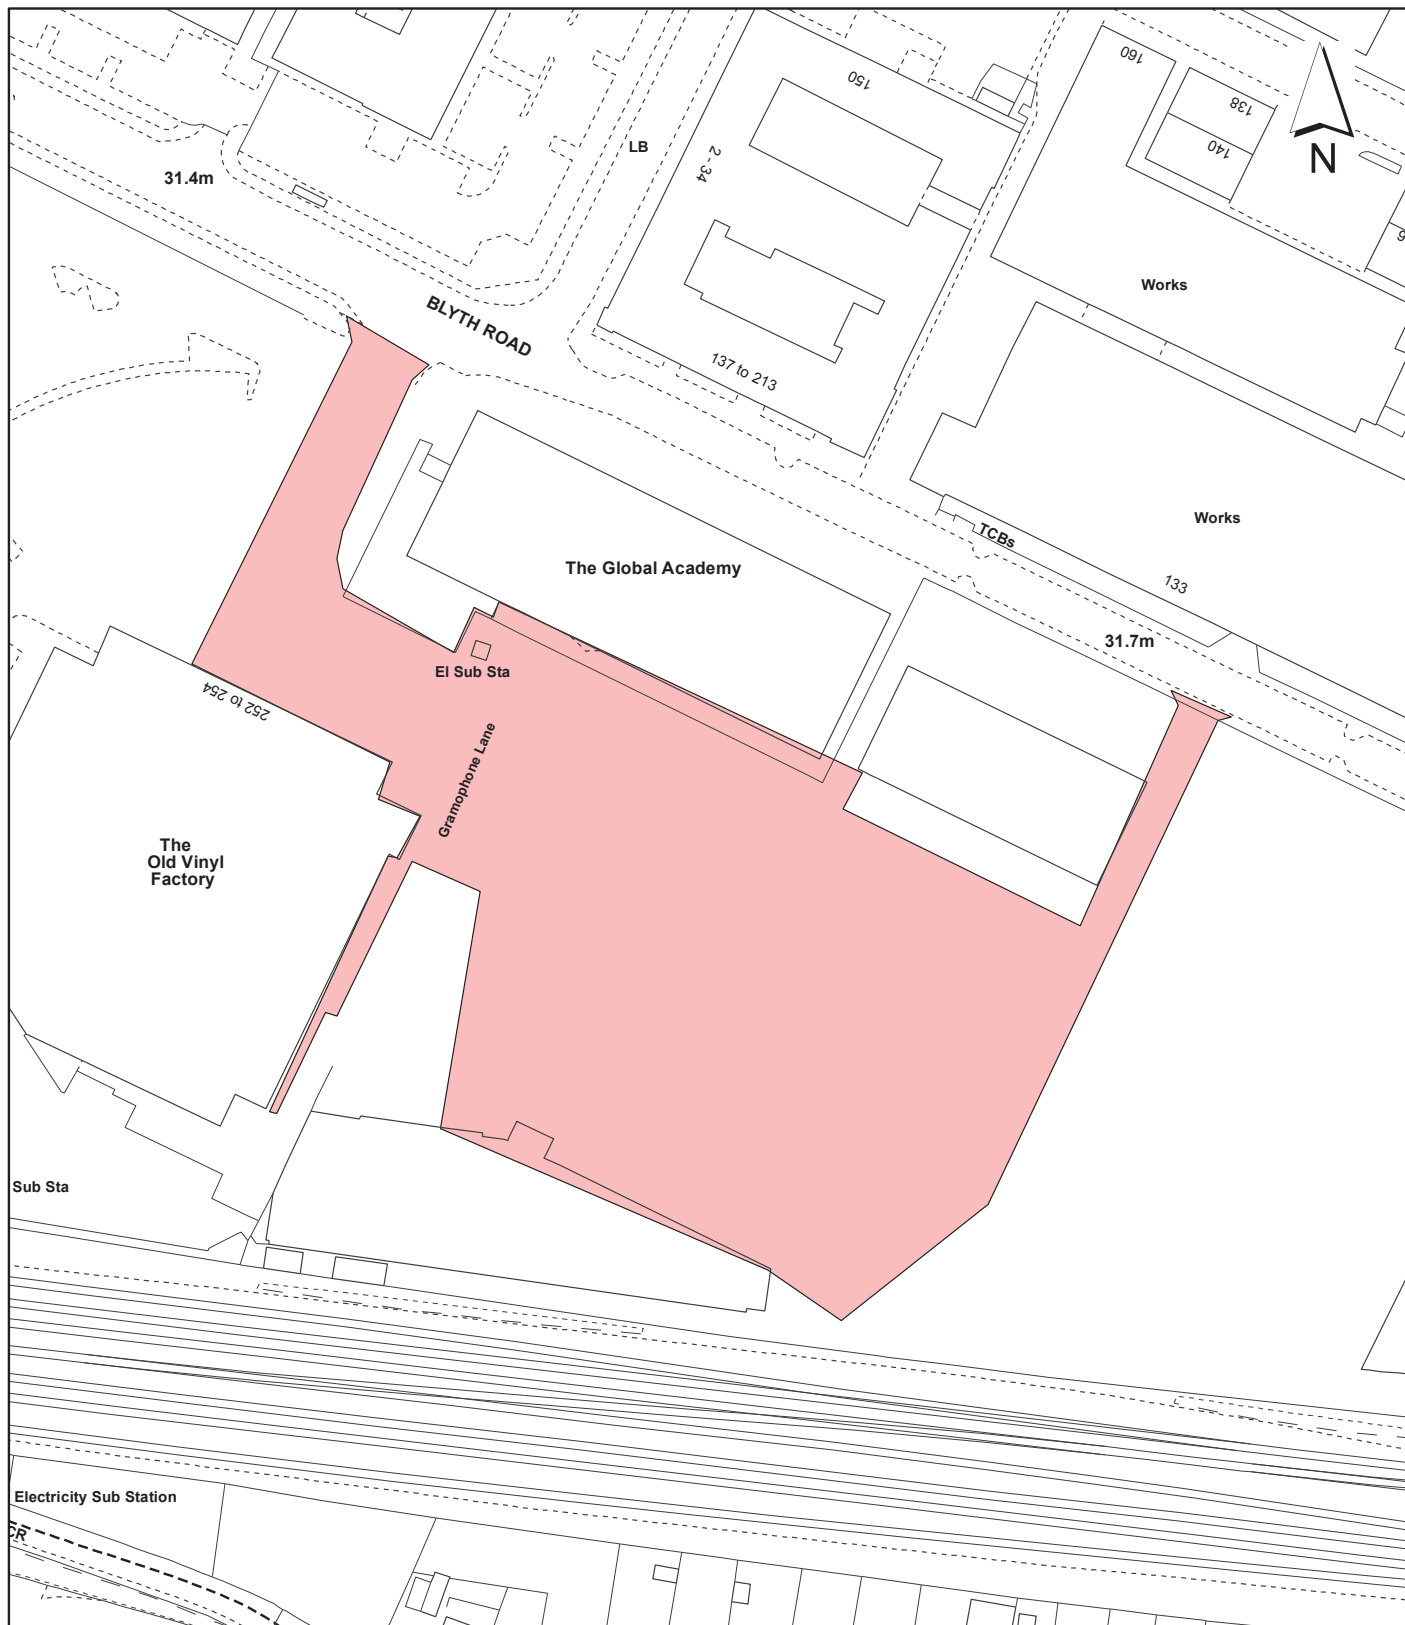 160
150
138
140
N
LB
2 - 34
31.4m
Works
BLYTH ROAD
137 to 213
Works
TCBs
The Global Academy
133
31.7m
El Sub Sta
252 to 254
Gramophone Lane
The
Old Vinyl
Factory
Sub Sta
Electricity Sub Station
CR